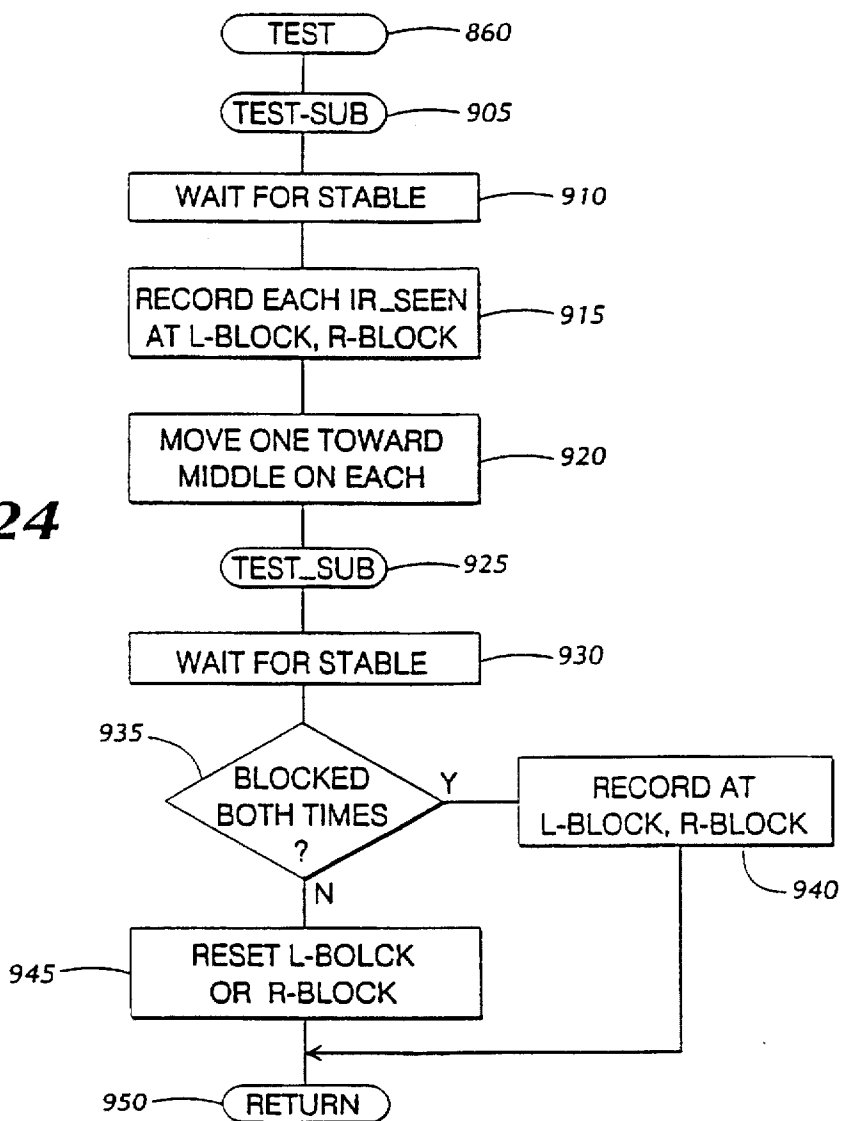 TEST 860
TEST-SUB 905
WAIT FOR STABLE 910
RECORD EACH IR_SEEN
AT L-BLOCK, R-BLOCK 915
MOVE ONE TOWARD
MIDDLE ON EACH 920
24
TEST_SUB 925
WAIT FOR STABLE 930
935
BLOCKED
BOTH TIMES
?
Y
N
RECORD AT
L-BLOCK, R-BLOCK
940
945
RESET L-BOLCK
OR R-BLOCK
950 RETURN